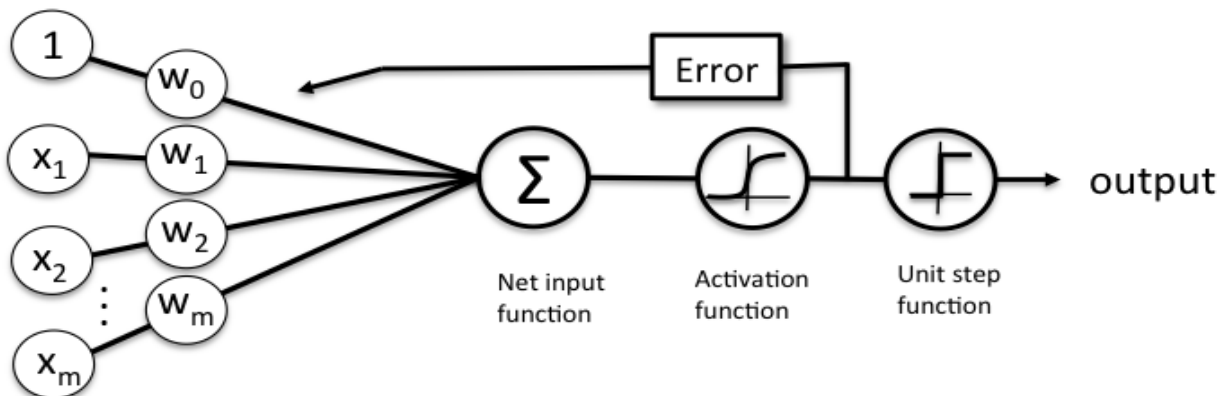 1
w0
Error
x1
w1
Σ
output
x2
w2
⋮
wm
xm
Net input
function
Activation
function
Unit step
function